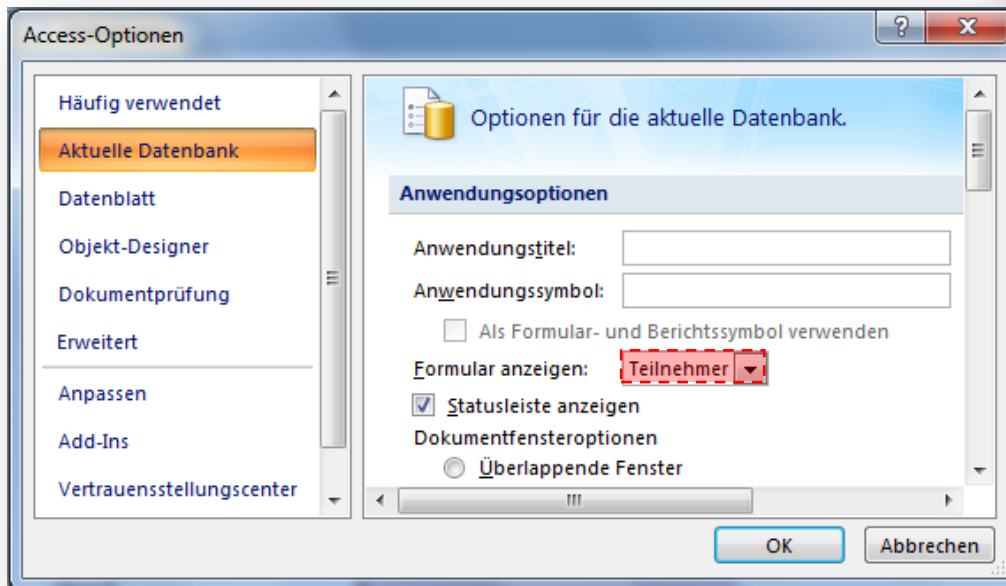 Access-Optionen
Häufig verwendet
Aktuelle Datenbank
Datenblatt
Objekt-Designer
Dokumentprüfung
Erweitert
Anpassen
Add-Ins
Vertrauensstellungscenter
Optionen für die aktuelle Datenbank.
Anwendungsoptionen
Anwendungstitel:
Anwendungssymbol:
Als Formular- und Berichtssymbol verwenden
Formular anzeigen: Teilnehmer
Statusleiste anzeigen
Dokumentfensteroptionen
Überlappende Fenster
OK Abbrechen